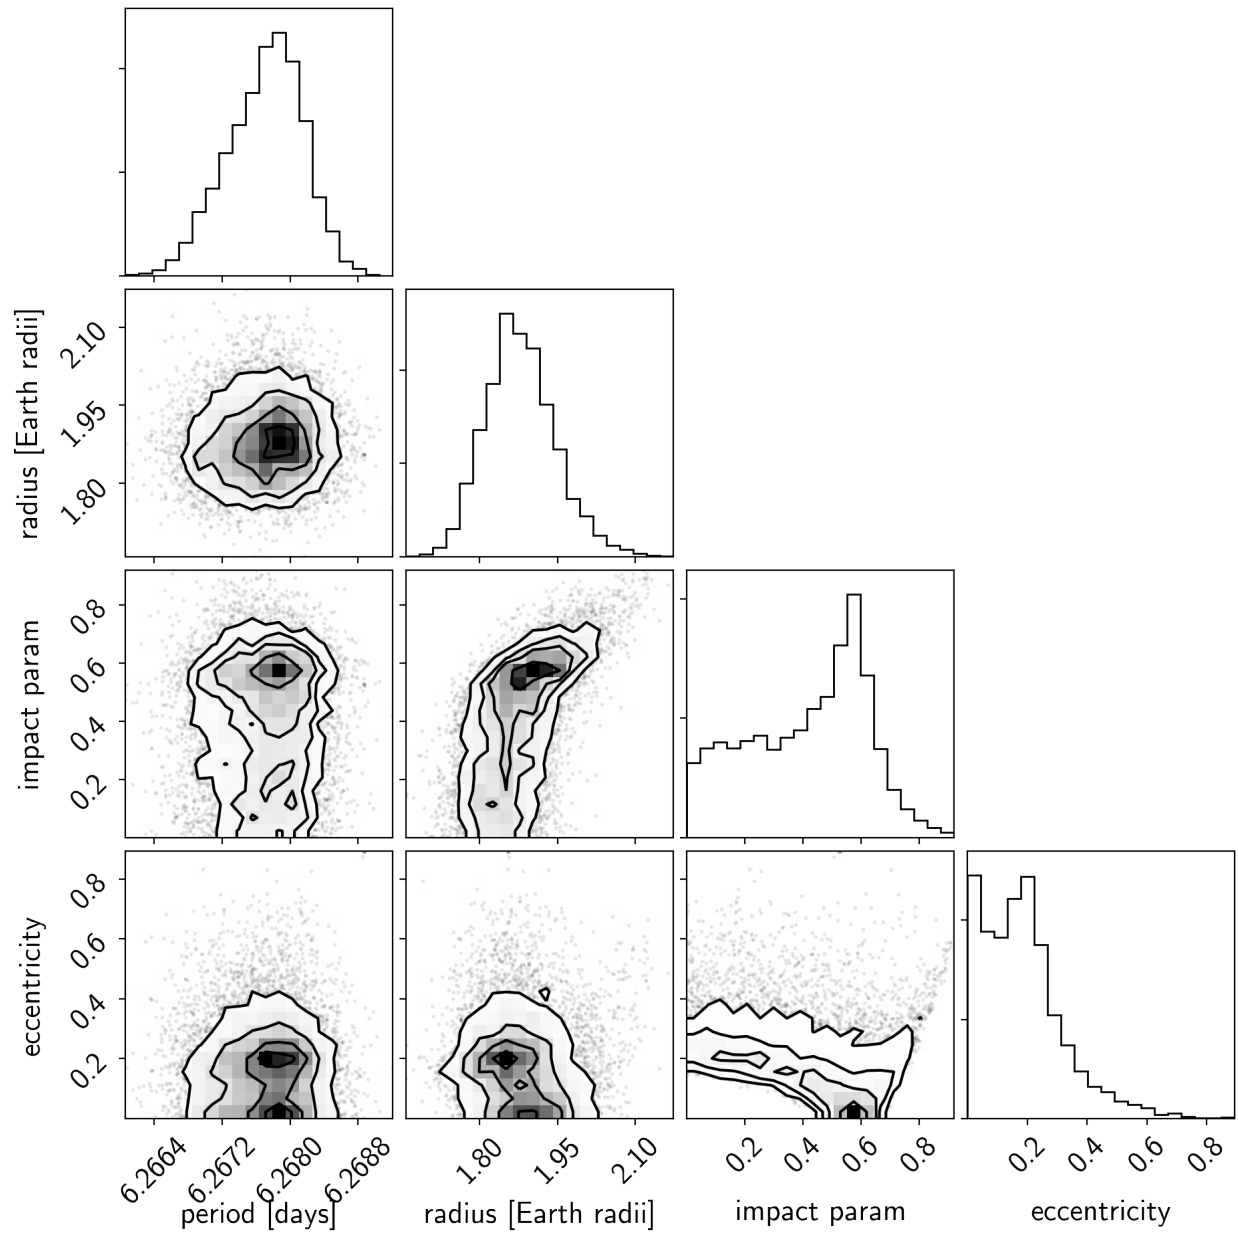 radius [Earth radii]
2.10
1.95
1.80
impact param
0.8
0.6
0.4
0.2
eccentricity
0.8
0.6
0.4
0.2
6.2664 6.2672 6.2680 6.2688
1.80 1.95 2.10
0.2 0.4 0.6 0.8
0.2 0.4 0.6 0.8
period [days]
radius [Earth radii]
impact param
eccentricity